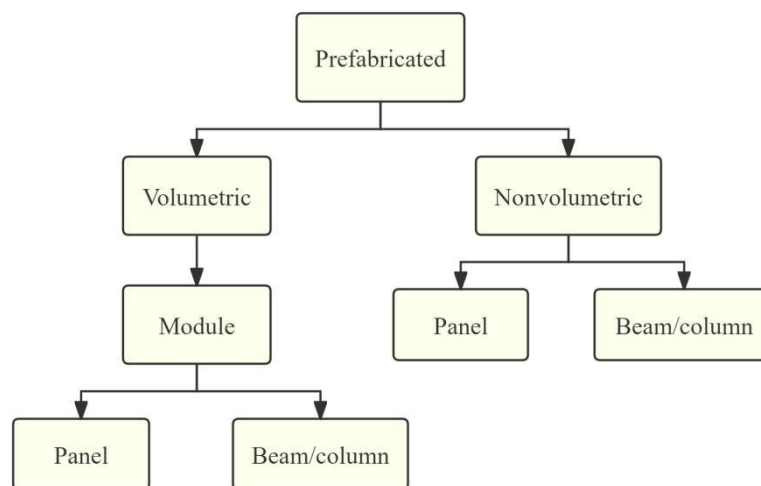 Prefabricated
Volumetric
Nonvolumetric
Module
Panel
Beam/column
Panel
Beam/column